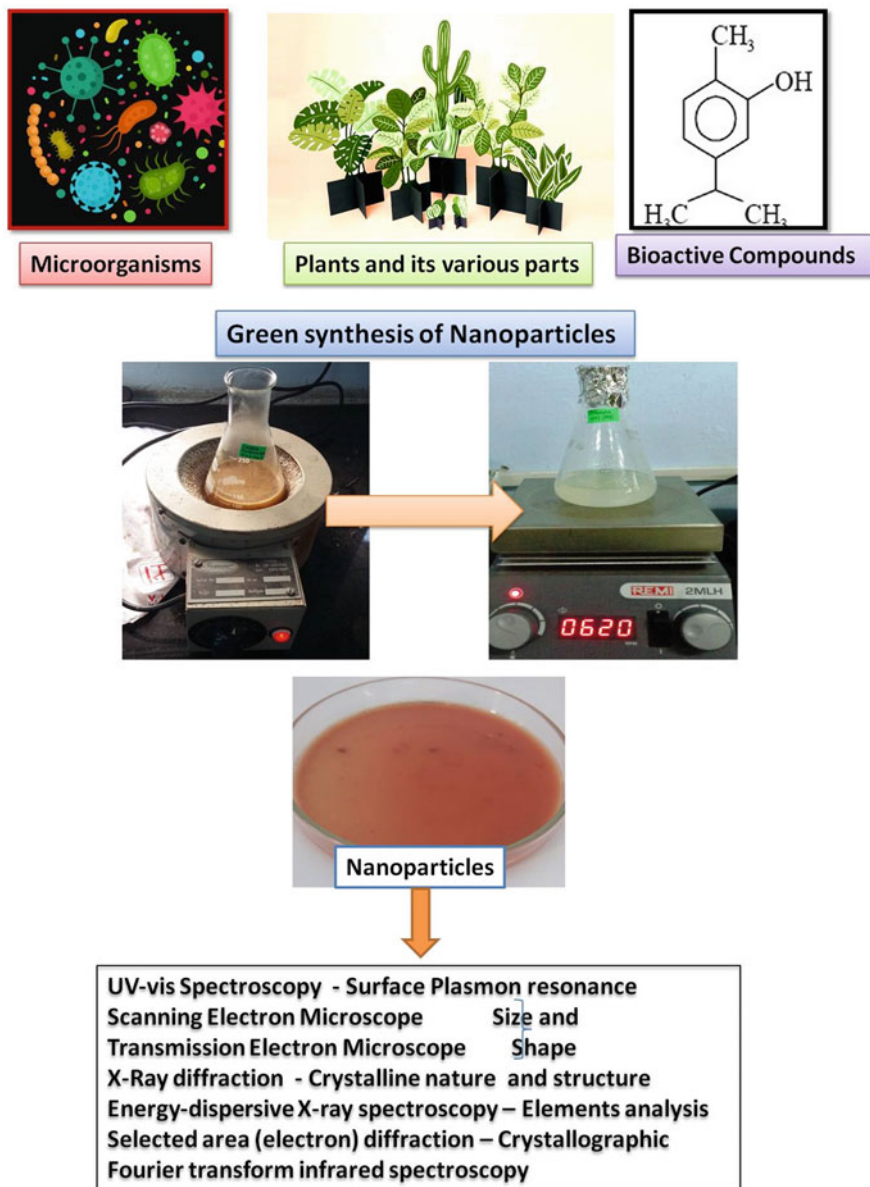 CH₃
OH
H₃C
CH₃
Microorganisms
Plants and its various parts
Bioactive Compounds
Green synthesis of Nanoparticles
250
REMI 2MLH
0620
Nanoparticles
UV-vis Spectroscopy - Surface Plasmon resonance
Scanning Electron Microscope Size and
Transmission Electron Microscope Shape
X-Ray diffraction - Crystalline nature and structure
Energy-dispersive X-ray spectroscopy – Elements analysis
Selected area (electron) diffraction – Crystallographic
Fourier transform infrared spectroscopy